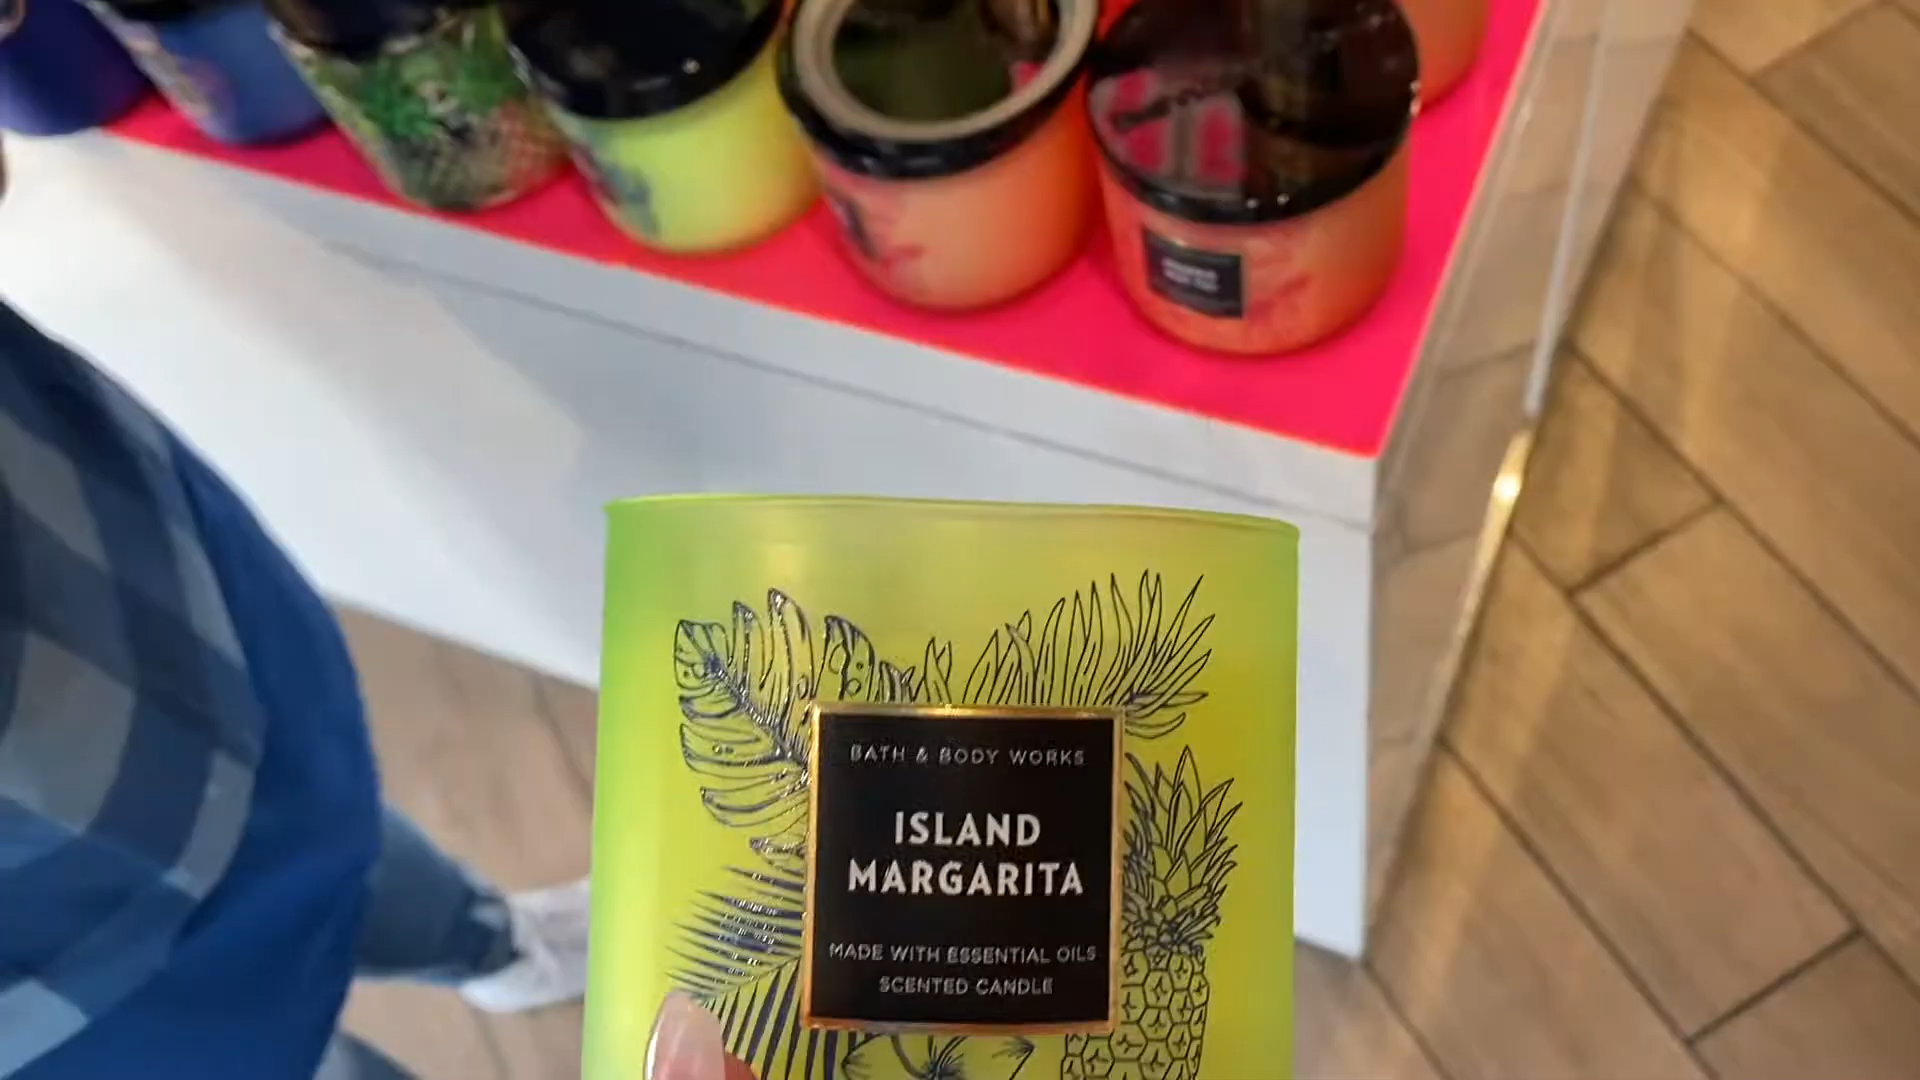 BATH & BODY WORKS
ISLAND
MARGARITA
MADE WITH ESSENTIAL OILS
SCENTED CANDLE